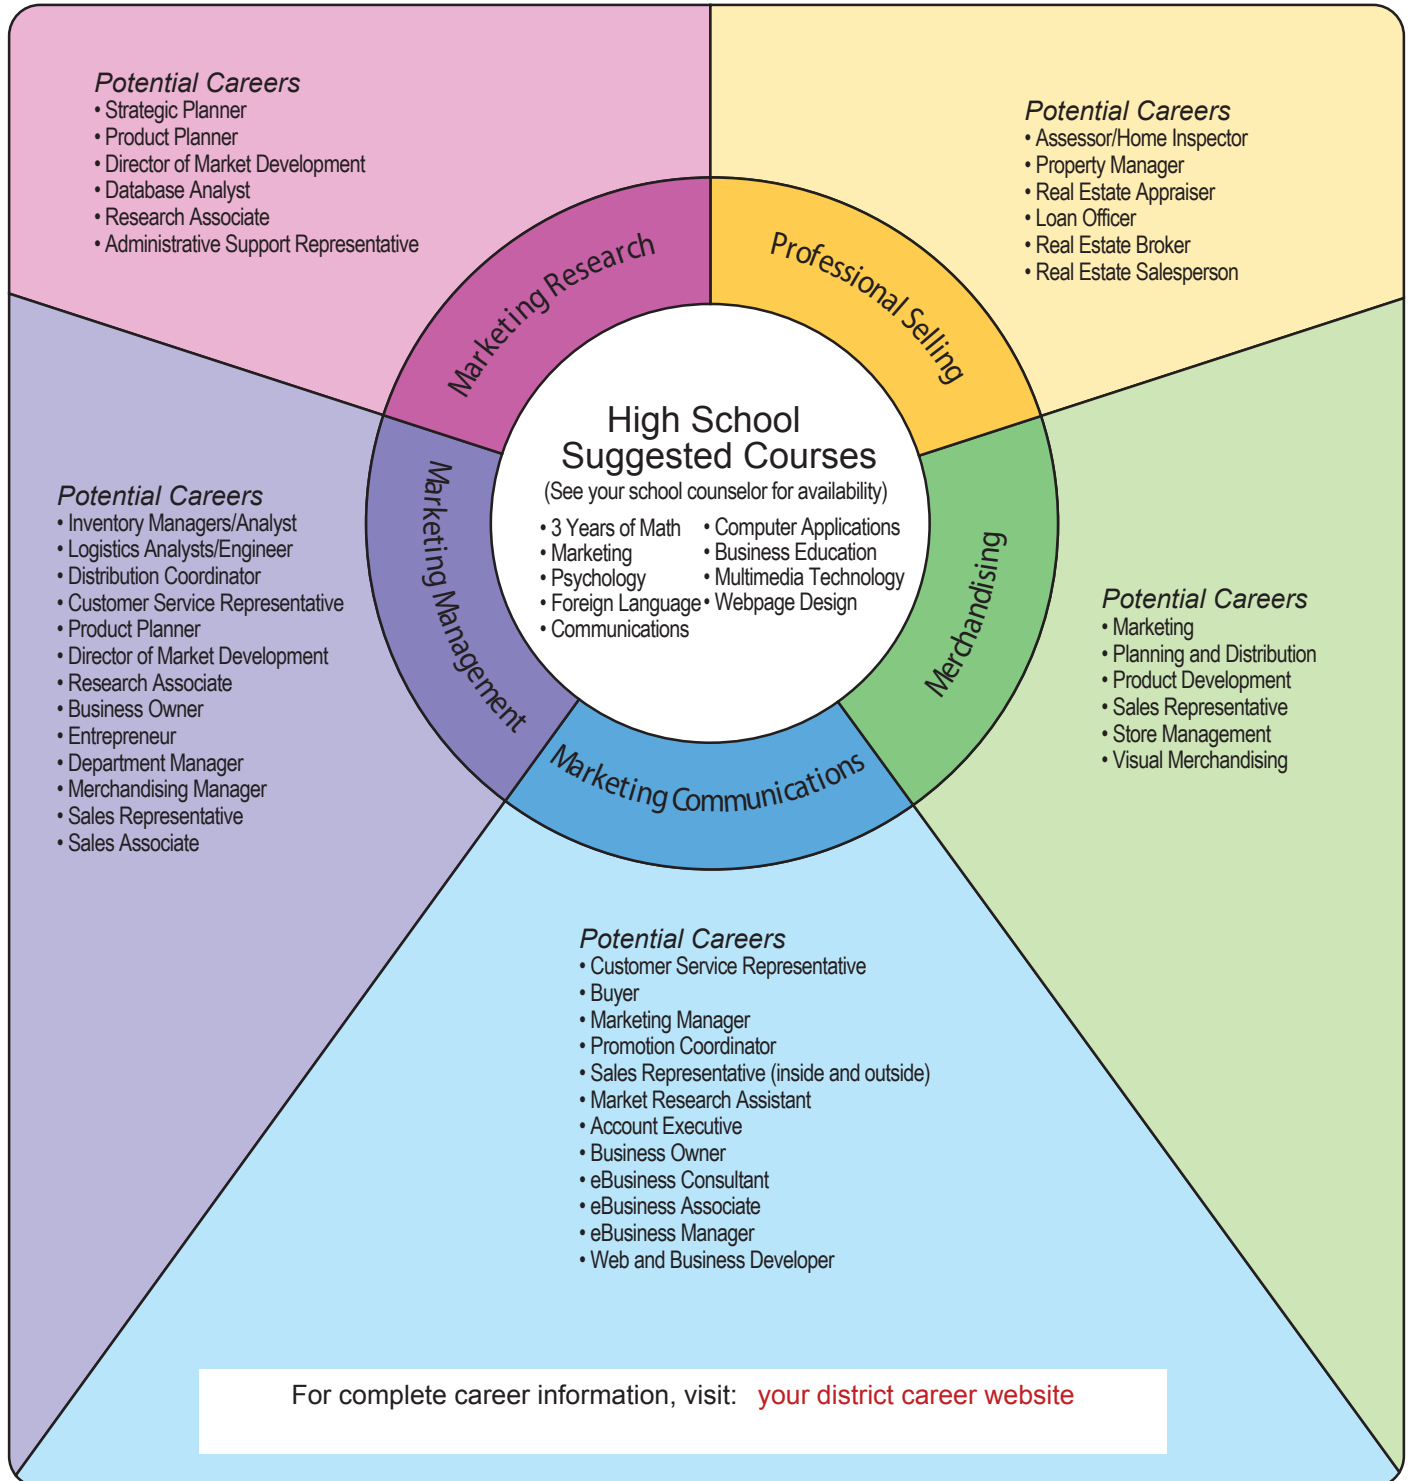 Potential Careers
• Strategic Planner
• Product Planner
• Director of Market Development
• Database Analyst
• Research Associate
• Administrative Support Representative
Potential Careers
• Assessor/Home Inspector
• Property Manager
• Real Estate Appraiser
• Loan Officer
• Real Estate Broker
• Real Estate Salesperson
Marketing Research
Professional Selling
Marketing Management
Merchandising
Marketing Communications
High School
Suggested Courses
(See your school counselor for availability)
• 3 Years of Math
• Marketing
• Psychology
• Foreign Language
• Communications
• Computer Applications
• Business Education
• Multimedia Technology
• Webpage Design
Potential Careers
• Inventory Managers/Analyst
• Logistics Analysts/Engineer
• Distribution Coordinator
• Customer Service Representative
• Product Planner
• Director of Market Development
• Research Associate
• Business Owner
• Entrepreneur
• Department Manager
• Merchandising Manager
• Sales Representative
• Sales Associate
Potential Careers
• Marketing
• Planning and Distribution
• Product Development
• Sales Representative
• Store Management
• Visual Merchandising
Potential Careers
• Customer Service Representative
• Buyer
• Marketing Manager
• Promotion Coordinator
• Sales Representative (inside and outside)
• Market Research Assistant
• Account Executive
• Business Owner
• eBusiness Consultant
• eBusiness Associate
• eBusiness Manager
• Web and Business Developer
For complete career information, visit: your district career website